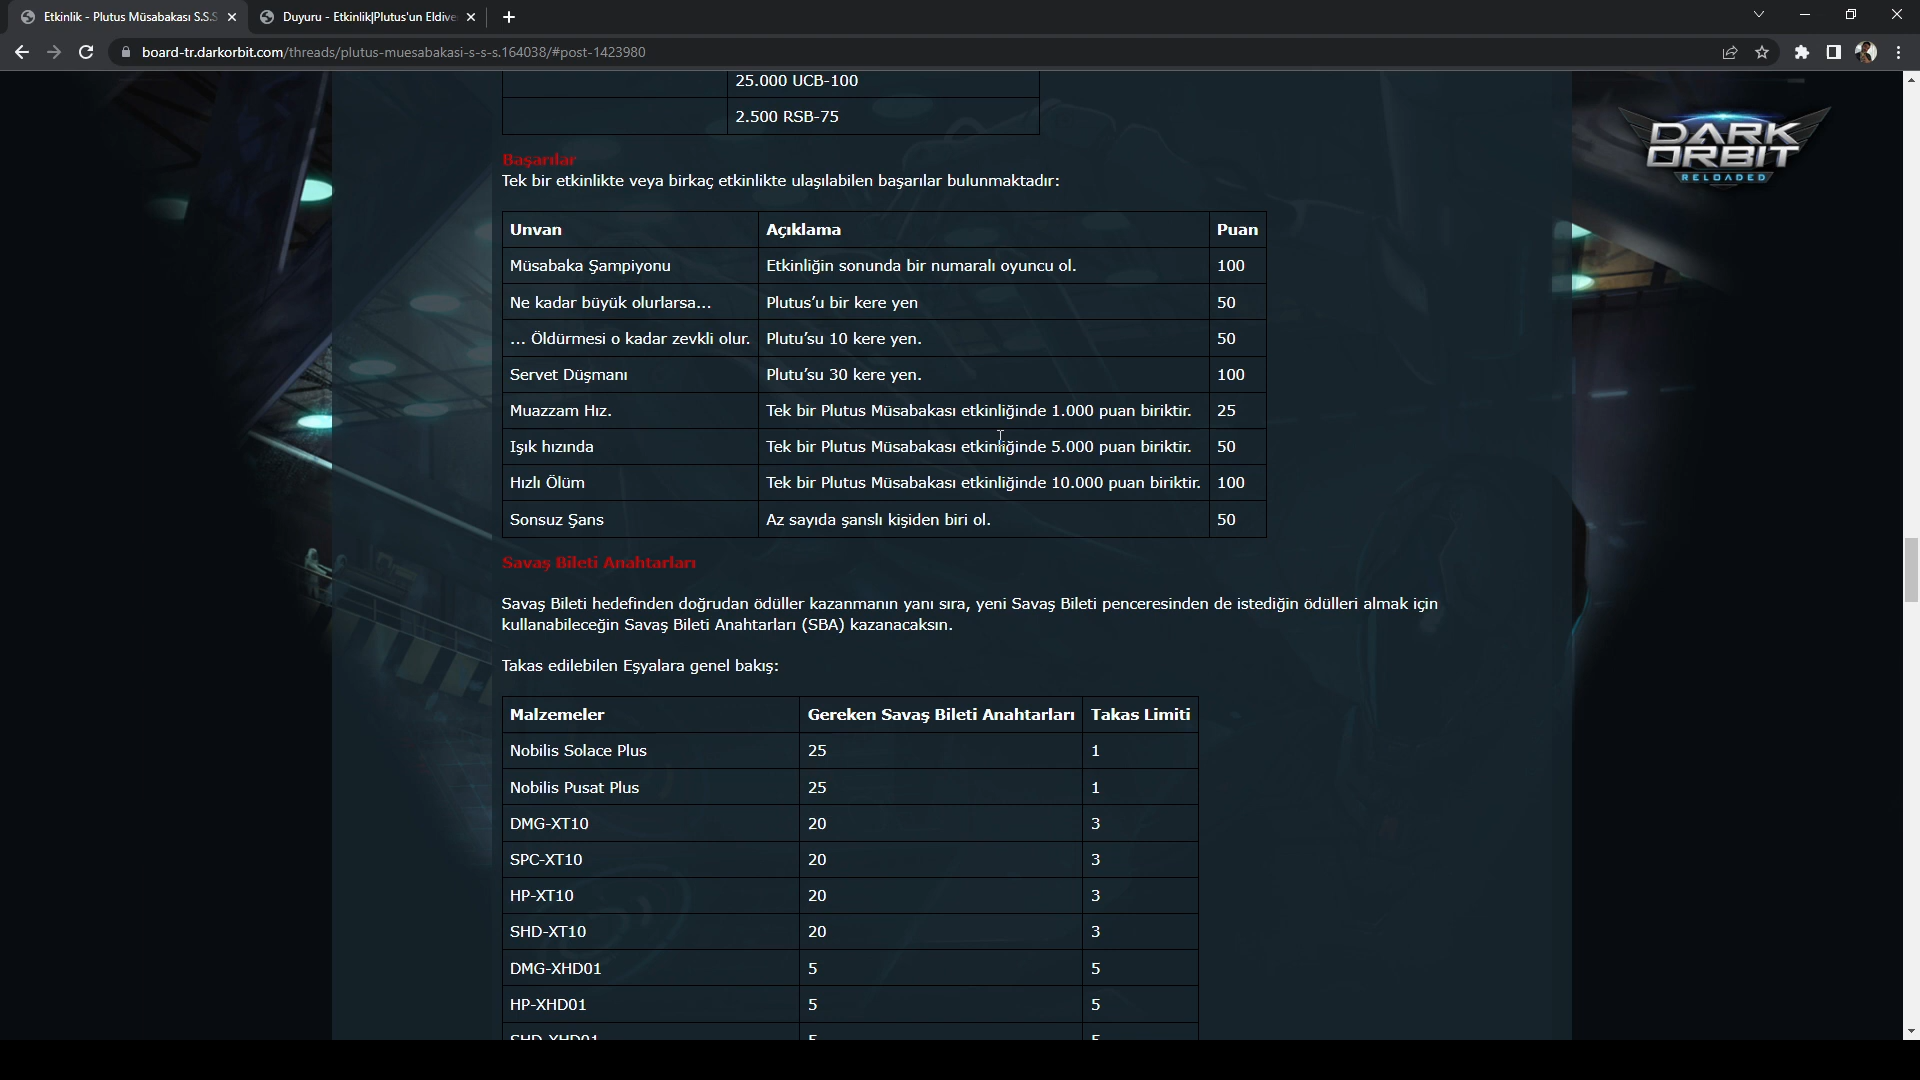 Etkinlik - Plutus Müsabakası S.S.S
Duyuru - Etkinlik|Plutus'un Eldive
board-tr.darkorbit.com/threads/plutus-muesabakasi-s-s-s.164038/#post-1423980
DARK
ORBIT
RELOADED
25.000 UCB-100
2.500 RSB-75
Başarılar
Tek bir etkinlikte veya birkaç etkinlikte ulaşılabilen başarılar bulunmaktadır:
Unvan Açıklama Puan
Müsabaka Şampiyonu Etkinliğin sonunda bir numaralı oyuncu ol. 100
Ne kadar büyük olurlarsa... Plutus’u bir kere yen 50
... Öldürmesi o kadar zevkli olur. Plutu’su 10 kere yen. 50
Servet Düşmanı Plutu’su 30 kere yen. 100
Muazzam Hız. Tek bir Plutus Müsabakası etkinliğinde 1.000 puan biriktir. 25
Işık hızında Tek bir Plutus Müsabakası etkinliğinde 5.000 puan biriktir. 50
Hızlı Ölüm Tek bir Plutus Müsabakası etkinliğinde 10.000 puan biriktir. 100
Sonsuz Şans Az sayıda şanslı kişiden biri ol. 50
Savaş Bileti Anahtarları
Savaş Bileti hedefinden doğrudan ödüller kazanmanın yanı sıra, yeni Savaş Bileti penceresinden de istediğin ödülleri almak için
kullanabileceğin Savaş Bileti Anahtarları (SBA) kazanacaksın.
Takas edilebilen Eşyalara genel bakış:
Malzemeler Gereken Savaş Bileti Anahtarları Takas Limiti
Nobilis Solace Plus 25 1
Nobilis Pusat Plus 25 1
DMG-XT10 20 3
SPC-XT10 20 3
HP-XT10 20 3
SHD-XT10 20 3
DMG-XHD01 5 5
HP-XHD01 5 5
SHD-XHD01 5 5